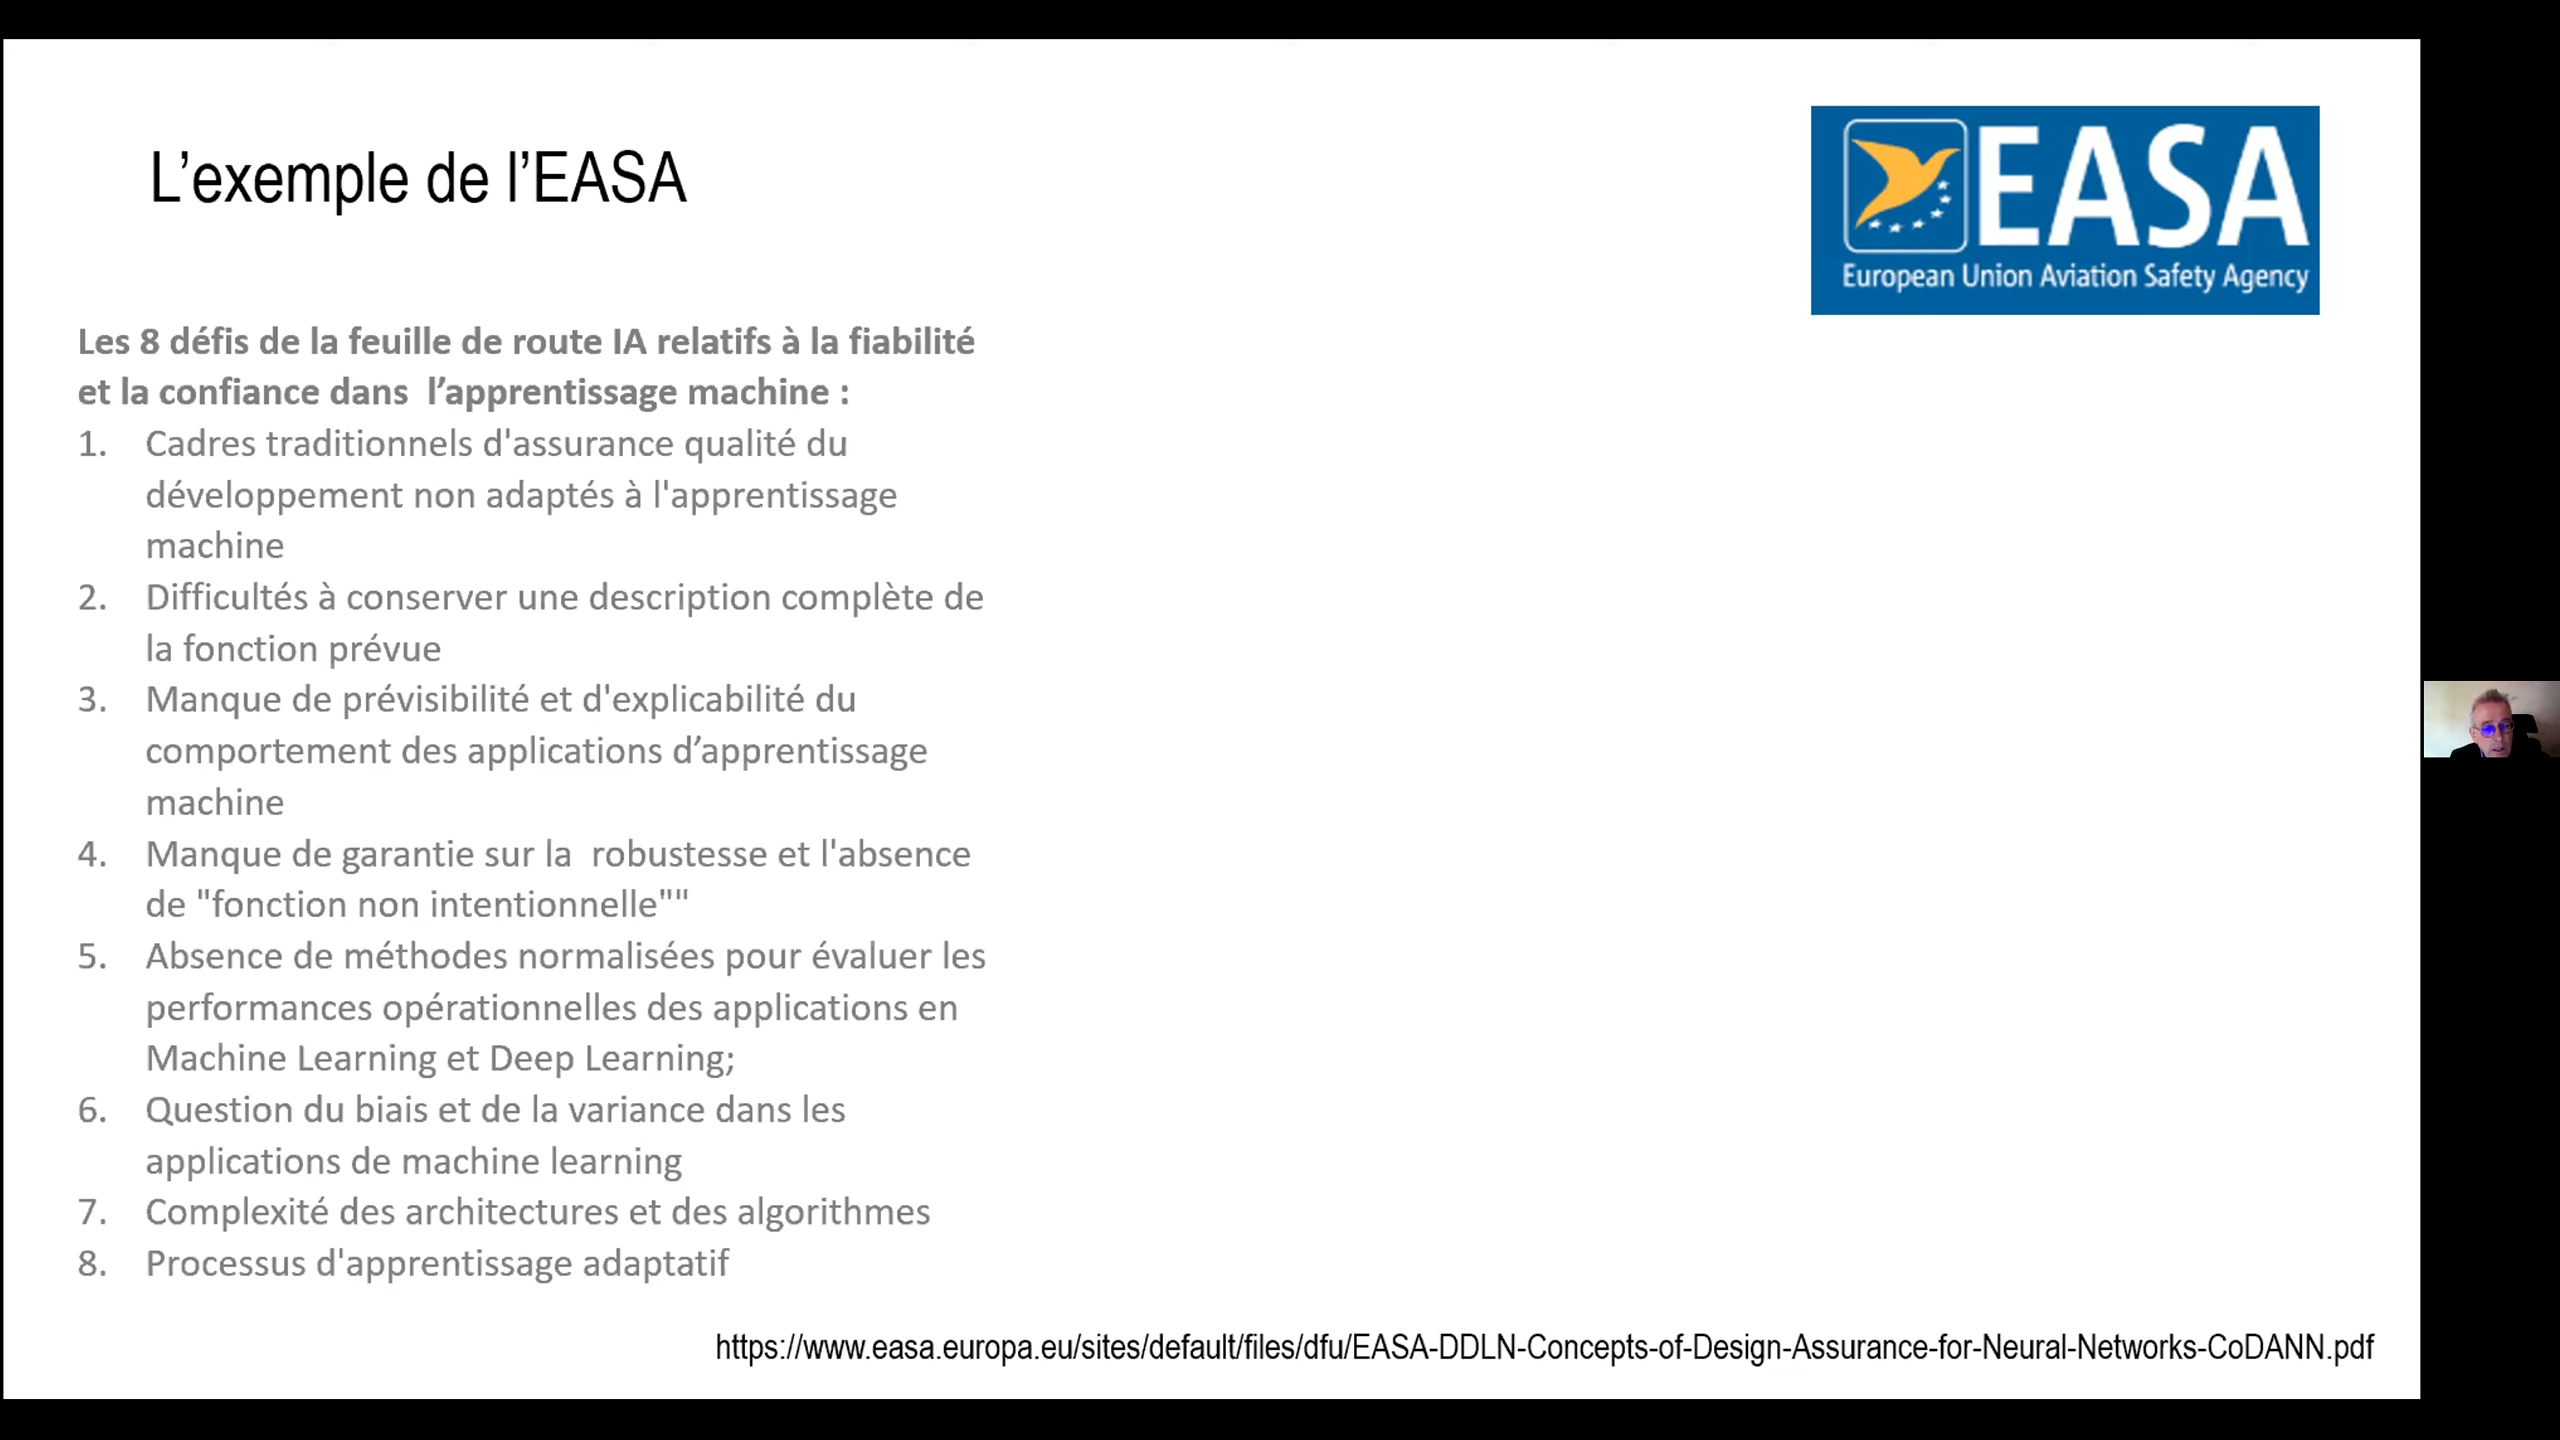 L’exemple de l’EASA
EASA
European Union Aviation Safety Agency
Les 8 défis de la feuille de route IA relatifs à la fiabilité
et la confiance dans  l’apprentissage machine :
1. Cadres traditionnels d'assurance qualité du
développement non adaptés à l'apprentissage
machine
2. Difficultés à conserver une description complète de
la fonction prévue
3. Manque de prévisibilité et d'explicabilité du
comportement des applications d’apprentissage
machine
4. Manque de garantie sur la  robustesse et l'absence
de "fonction non intentionnelle""
5. Absence de méthodes normalisées pour évaluer les
performances opérationnelles des applications en
Machine Learning et Deep Learning;
6. Question du biais et de la variance dans les
applications de machine learning
7. Complexité des architectures et des algorithmes
8. Processus d'apprentissage adaptatif
https://www.easa.europa.eu/sites/default/files/dfu/EASA-DDLN-Concepts-of-Design-Assurance-for-Neural-Networks-CoDANN.pdf